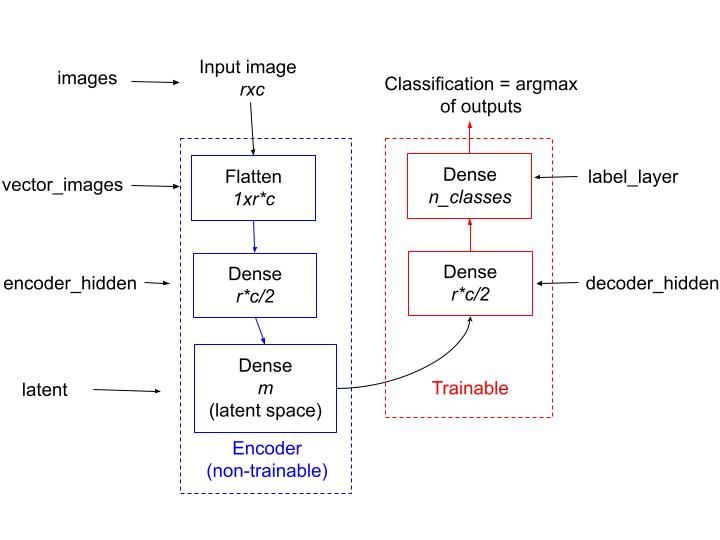 images
Input image
rxc
Classification = argmax
of outputs
vector_images
Flatten
1xr*c
Dense
n_classes
label_layer
encoder_hidden
Dense
r*c/2
Dense
r*c/2
decoder_hidden
latent
Dense
m
(latent space)
Trainable
Encoder
(non-trainable)